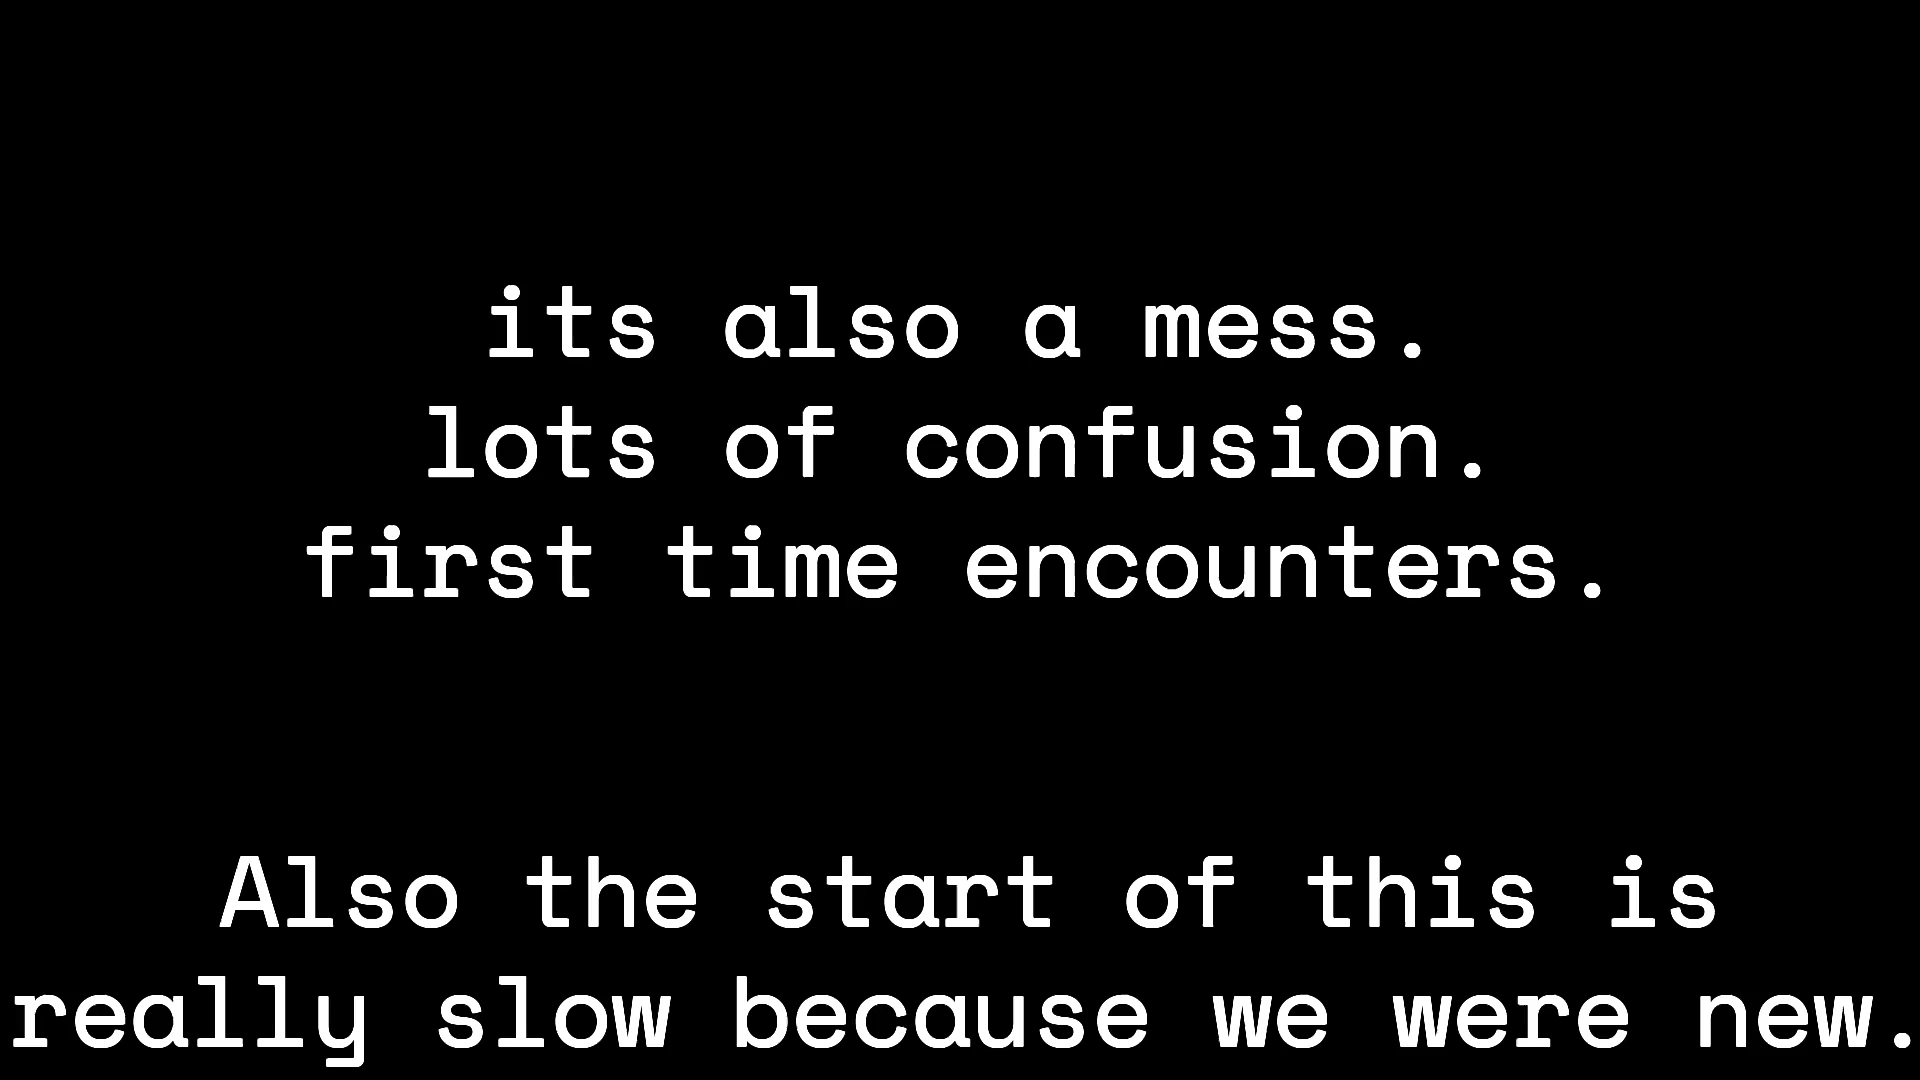 its also a mess.
lots of confusion.
first time encounters.
Also the start of this is
really slow because we were new.